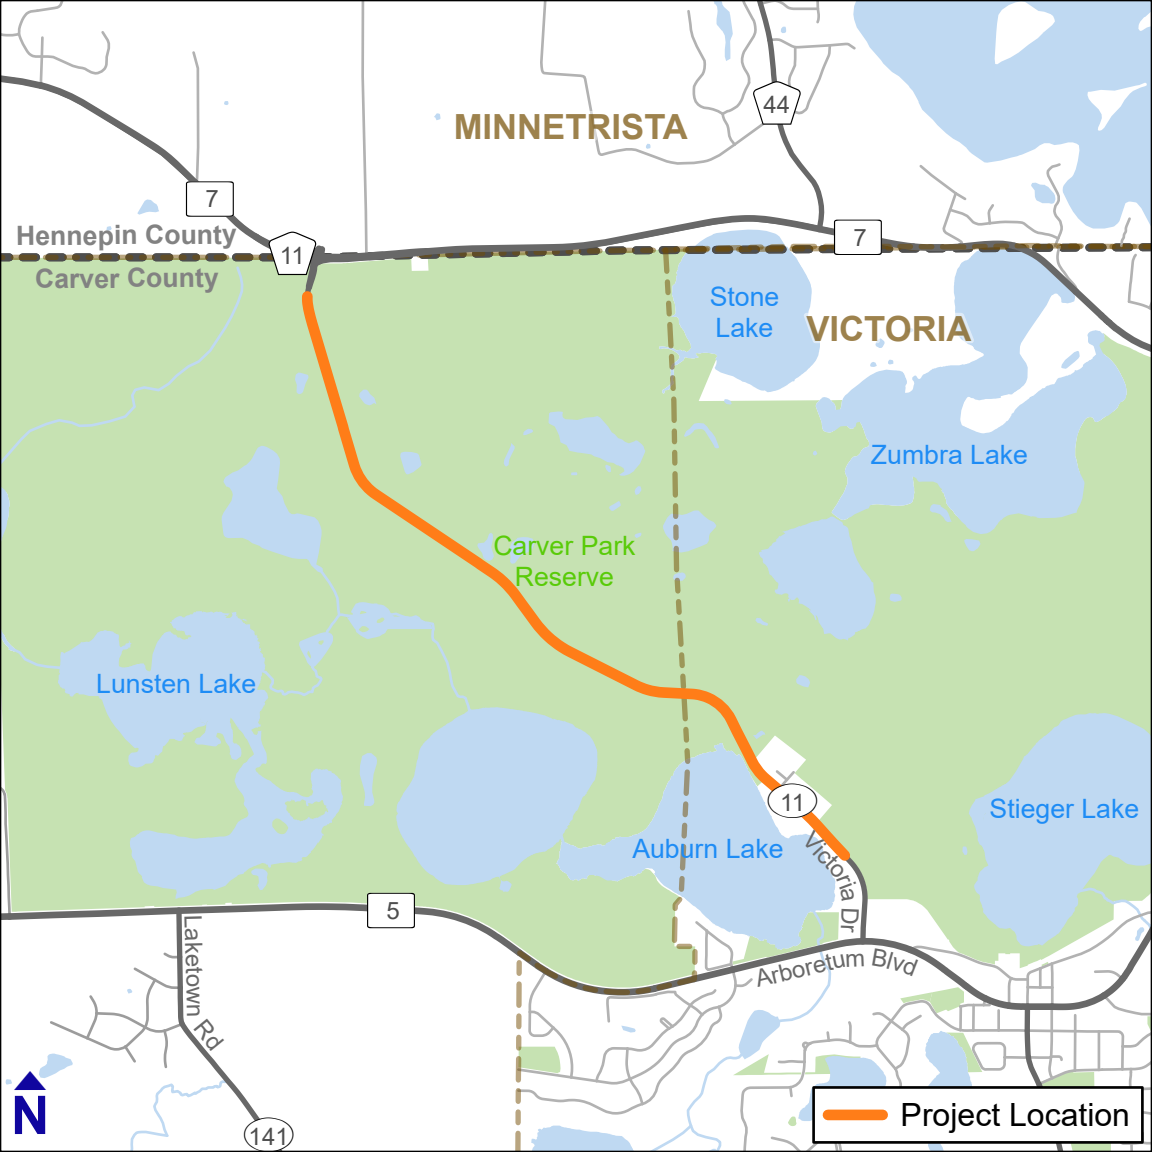 44
MINNETRISTA
7
Hennepin County
7
11
Carver County
Stone
Lake
VICTORIA
Zumbra Lake
Carver Park
Reserve
Lunsten Lake
11
Stieger Lake
Auburn Lake
Victoria Dr
5
Laketown Rd
Arboretum Blvd
N
Project Location
141